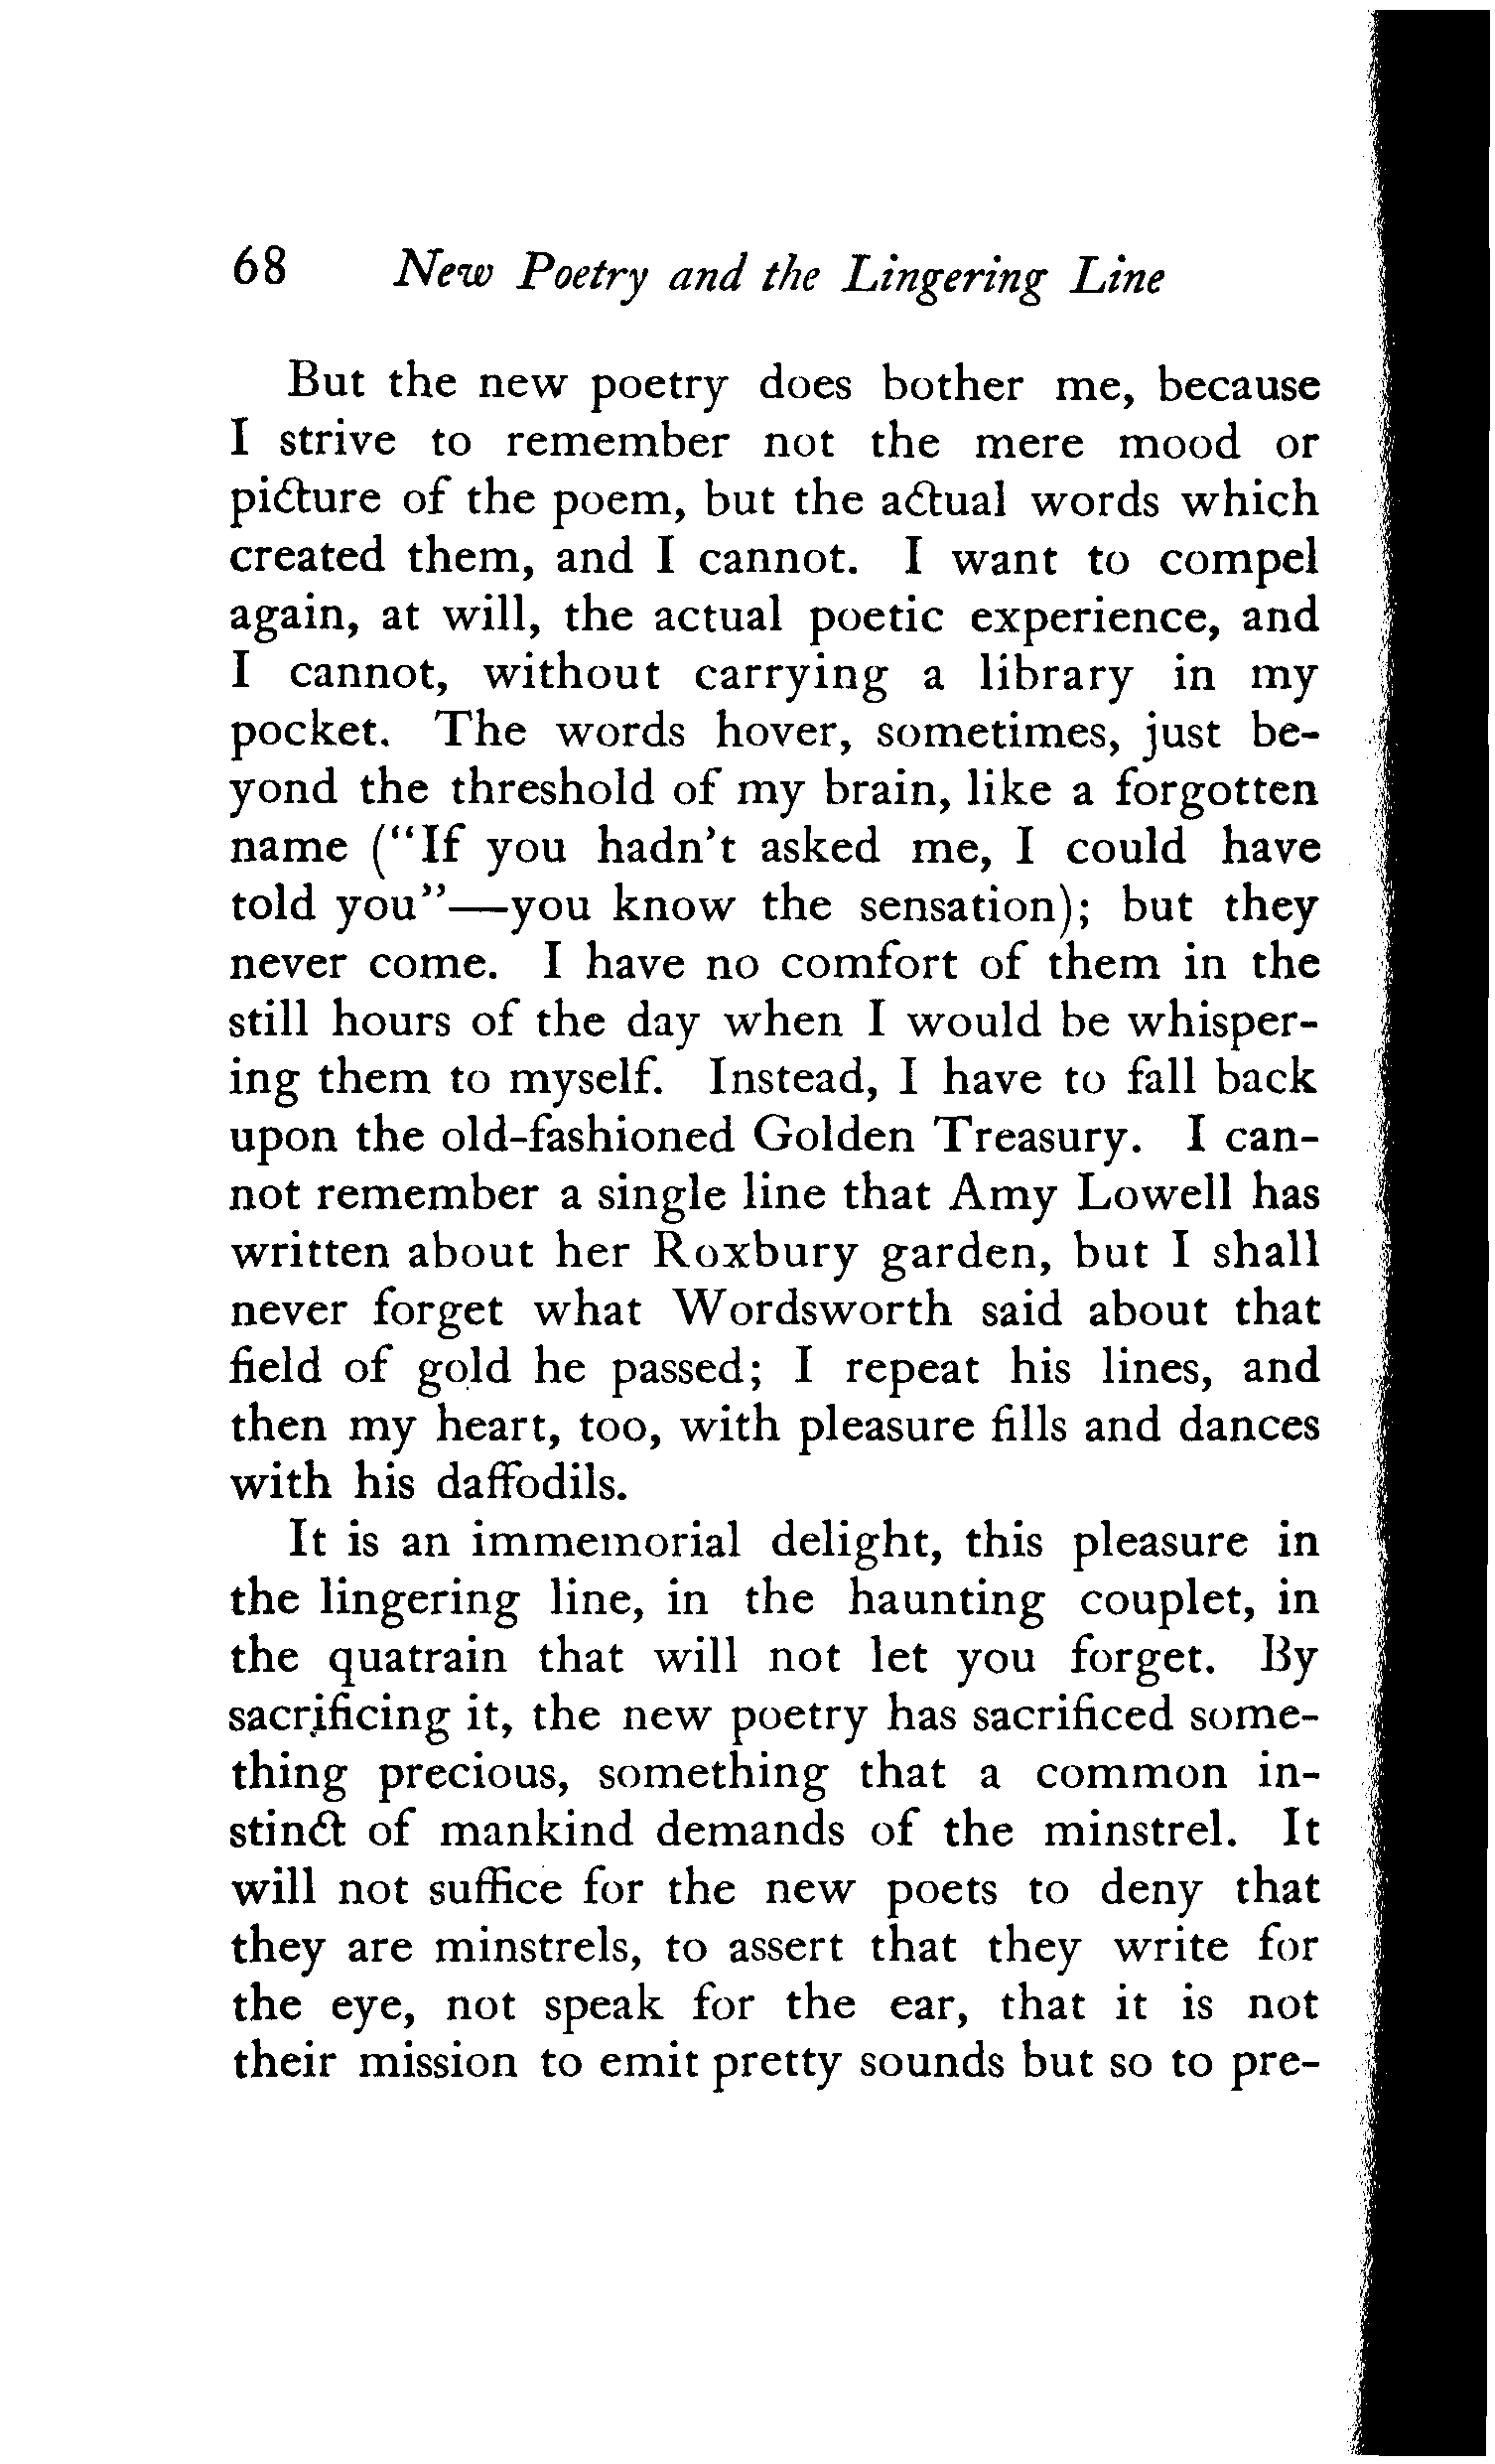 68 New Poetry and the Lingering Line
But the new poetry does bother me, because
I strive to remember not the mere mood or
picture of the poem, but the actual words which
created them, and I cannot. I want to compel
again, at will, the actual poetic experience, and
I cannot, without carrying a library in my
pocket. The words hover, sometimes, just be-
yond the threshold of my brain, like a forgotten
name ("If you hadn't asked me, I could have
told you"—you know the sensation); but they
never come. I have no comfort of them in the
still hours of the day when I would be whisper-
ing them to myself. Instead, I have to fall back
upon the old-fashioned Golden Treasury. I can-
not remember a single line that Amy Lowell has
written about her Roxbury garden, but I shall
never forget what Wordsworth said about that
field of gold he passed; I repeat his lines, and
then my heart, too, with pleasure fills and dances
with his daffodils.
It is an immemorial delight, this pleasure in
the lingering line, in the haunting couplet, in
the quatrain that will not let you forget. By
sacrificing it, the new poetry has sacrificed some-
thing precious, something that a common in-
stinct of mankind demands of the minstrel. It
will not suffice for the new poets to deny that
they are minstrels, to assert that they write for
the eye, not speak for the ear, that it is not
their mission to emit pretty sounds but so to pre-